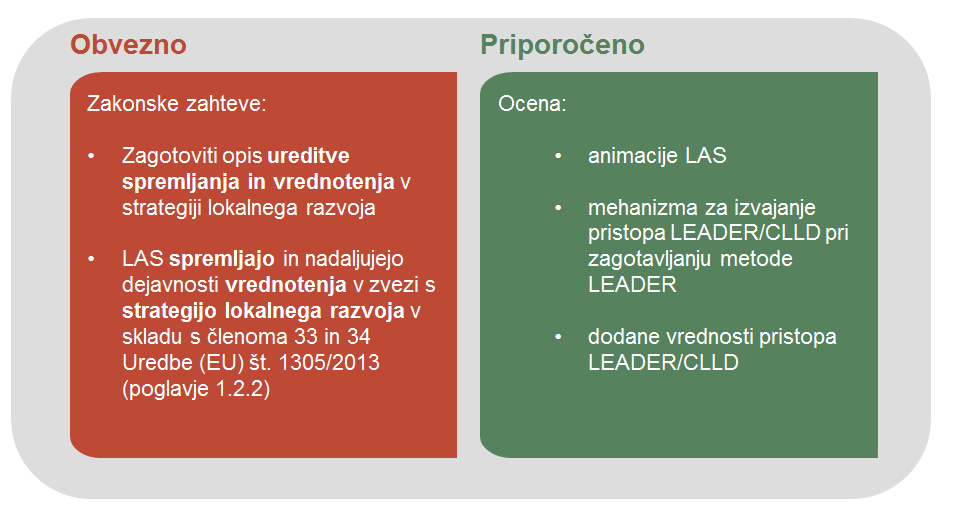 Obvezno
Zakonske zahteve:
• Zagotoviti opis ureditve
spremljanja in vrednotenja v
strategiji lokalnega razvoja
• LAS spremljajo in nadaljujejo
dejavnosti vrednotenja v zvezi s
strategijo lokalnega razvoja v
skladu s členoma 33 in 34
Uredbe (EU) št. 1305/2013
(poglavje 1.2.2)
Priporočeno
Ocena:
• animacije LAS
• mehanizma za izvajanje
pristopa LEADER/CLLD pri
zagotavljanju metode
LEADER
• dodane vrednosti pristopa
LEADER/CLLD